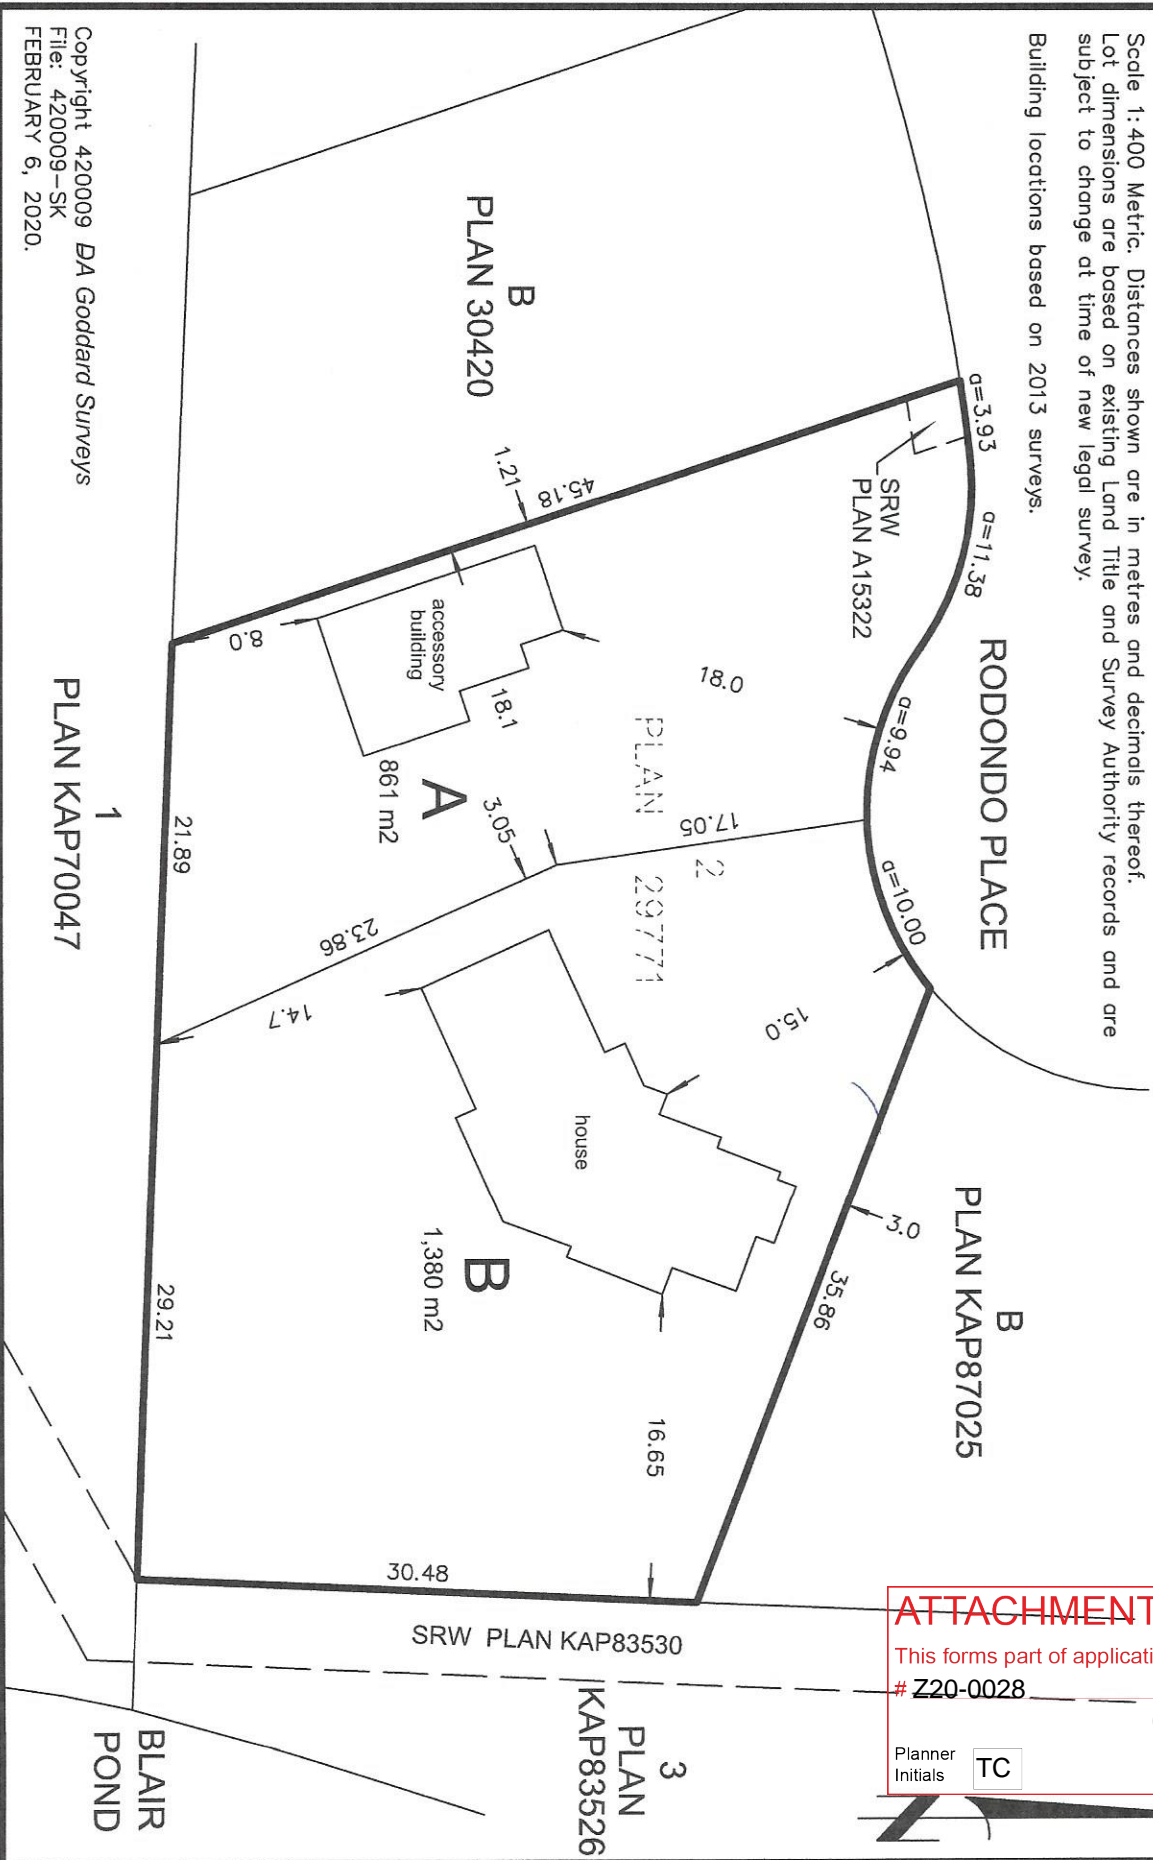 Scale 1:400 Metric. Distances shown are in metres and decimals thereof.
Lot dimensions are based on existing Land Title and Survey Authority records and are
subject to change at time of new legal survey.
Building locations based on 2013 surveys.
RODONDO PLACE
a=3.93
a=11.38
a=9.94
a=10.00
SRW
PLAN A15322
B
PLAN 30420
B
PLAN KAP87025
1.21
45.18
18.0
17.05
15.0
3.0
35.86
PLAN 29771
2
accessory
building
18.1
8.0
A
861 m2
3.05
23.86
14.7
house
B
1,380 m2
16.65
21.89
29.21
30.48
1
PLAN KAP70047
SRW PLAN KAP83530
3
PLAN
KAP83526
BLAIR
POND
Copyright 420009 DA Goddard Surveys
File: 420009-SK
FEBRUARY 6, 2020.
ATTACHMENT
This forms part of applicati
# Z20-0028
Planner
Initials
TC